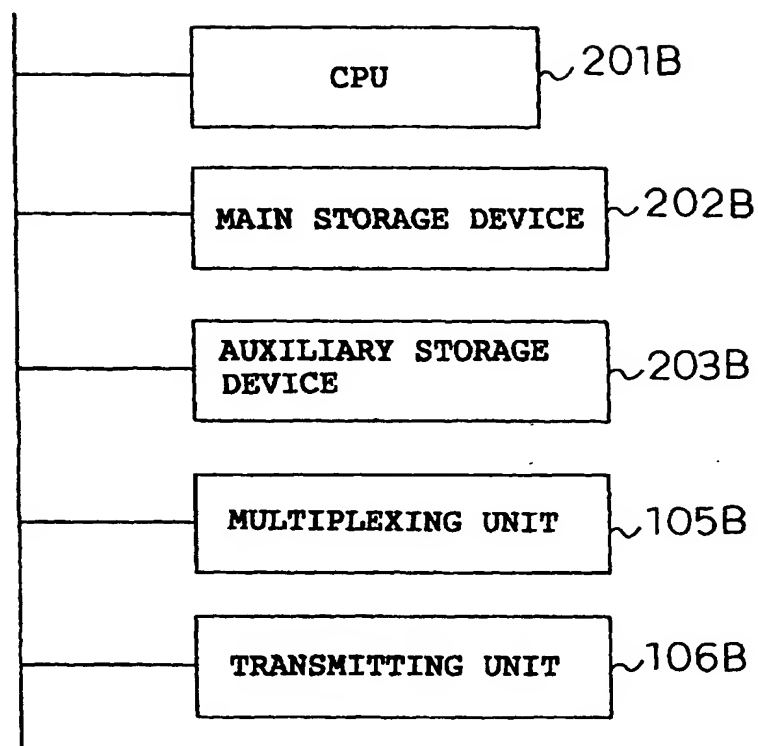 CPU 201B
MAIN STORAGE DEVICE 202B
AUXILIARY STORAGE
DEVICE 203B
MULTIPLEXING UNIT 105B
TRANSMITTING UNIT 106B